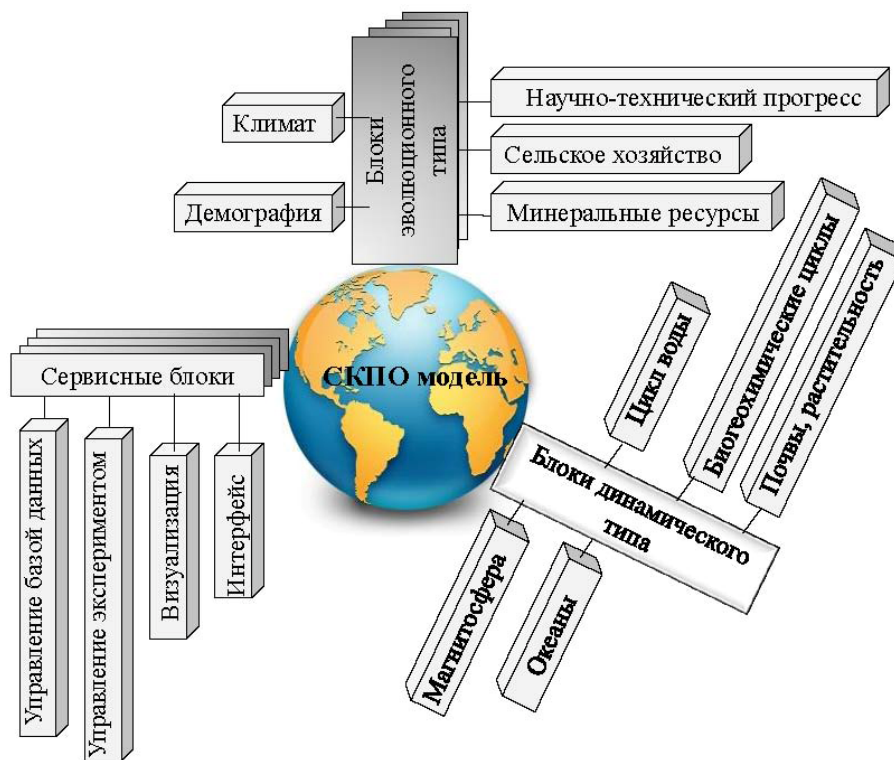 Блоки
эволюционного
типа
Климат
Демография
Научно-технический прогресс
Сельское хозяйство
Минеральные ресурсы
СКПО модель
Сервисные блоки
Управление базой данных
Управление экспериментом
Визуализация
Интерфейс
Блоки динамического
типа
Цикл воды
Биогеохимические циклы
Почвы, растительность
Магнитосфера
Океаны